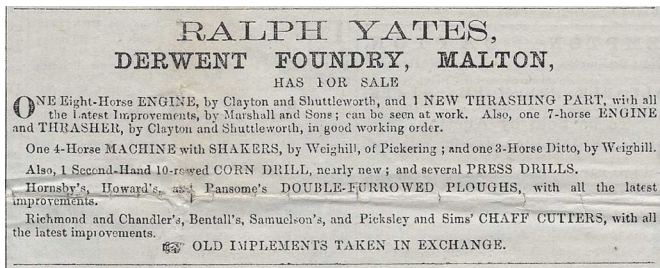 RALPH YATES,
DERWENT FOUNDRY, MALTON,
HAS FOR SALE
ONE Eight-Horse ENGINE, by Clayton and Shuttleworth, and 1 NEW THRASHING PART, with all
the Latest Improvements, by Marshall and Sons; can be seen at work. Also, one 7-horse ENGINE
and THRASHER, by Clayton and Shuttleworth, in good working order.
One 4-Horse MACHINE with SHAKERS, by Weighill, of Pickering; and one 3-Horse Ditto, by Weighill.
Also, 1 Second-Hand 10-rowed CORN DRILL, nearly new; and several PRESS DRILLS.
Hornsby's, Howard's, and Ransome's DOUBLE-FURROWED PLOUGHS, with all the latest
improvements.
Richmond and Chandler's, Bentall's, Samuelson's, and Picksley and Sims' CHAFF CUTTERS, with all
the latest improvements.
☞ OLD IMPLEMENTS TAKEN IN EXCHANGE.